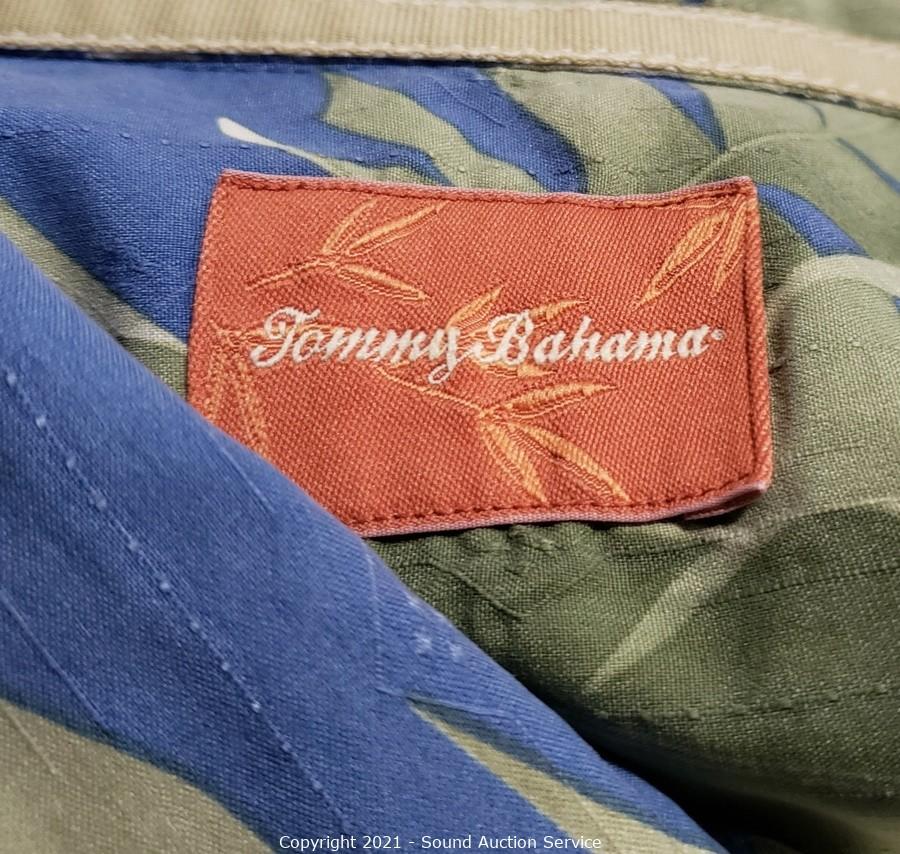 Tommy Bahama
Copyright 2021 - Sound Auction Service